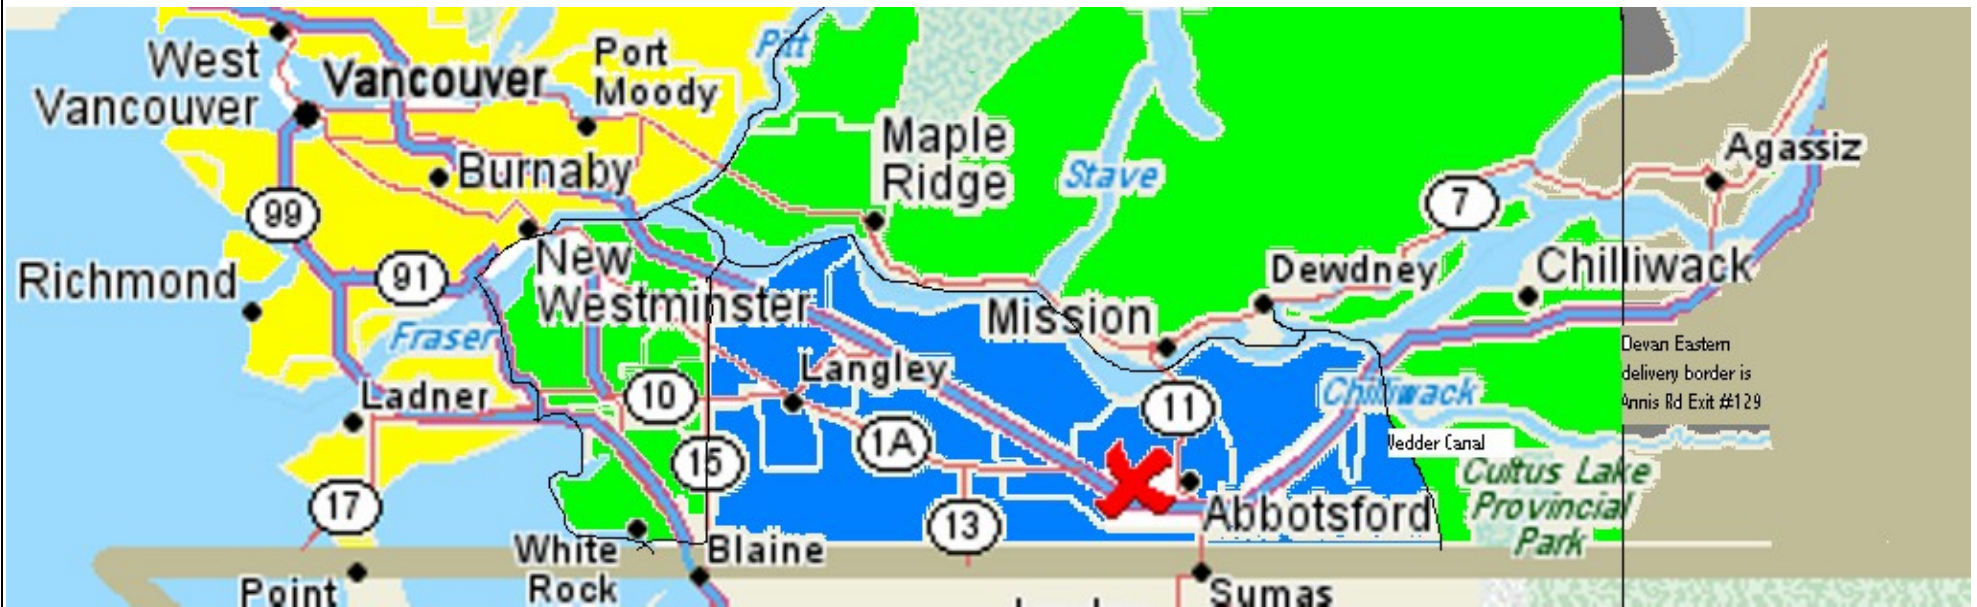 West
Vancouver
Vancouver
Port
Moody
Pitt
Burnaby
Maple
Ridge
Stave
Agassiz
7
99
Richmond
91
New
Westminster
Fraser
Mission
Dewdney
Chilliwack
Devan Eastern
delivery border is
Annis Rd Exit #129
Ladner
10
Langley
11
Chilliwack
1A
15
Vedder Canal
Cultus Lake
Provincial
Park
17
13
Abbotsford
White
Rock
Blaine
Point
Sumas